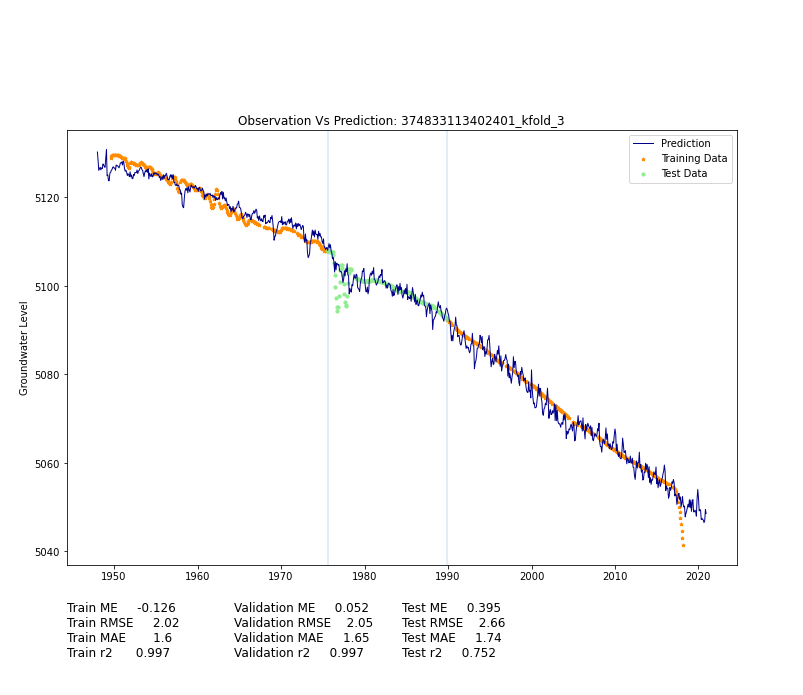 Observation Vs Prediction: 374833113402401_kfold_3
Prediction
Training Data
Test Data
Groundwater Level
5120
5100
5080
5060
5040
1950 1960 1970 1980 1990 2000 2010 2020
Train ME -0.126 Validation ME 0.052 Test ME 0.395
Train RMSE 2.02 Validation RMSE 2.05 Test RMSE 2.66
Train MAE 1.6 Validation MAE 1.65 Test MAE 1.74
Train r2 0.997 Validation r2 0.997 Test r2 0.752